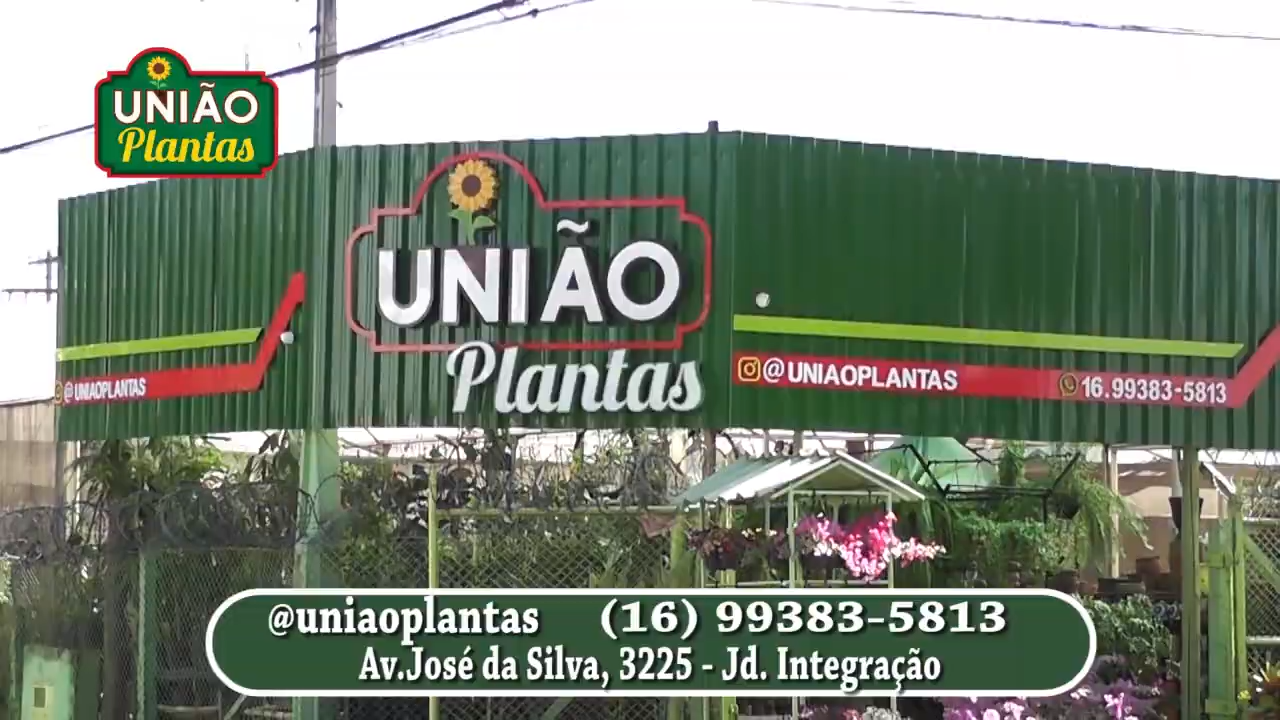 UNIÃO
Plantas
UNIÃO
Plantas
@UNIAOPLANTAS
@UNIAOPLANTAS
16.99383-5813
@uniaoplantas (16) 99383-5813
Av.José da Silva, 3225 - Jd. Integração